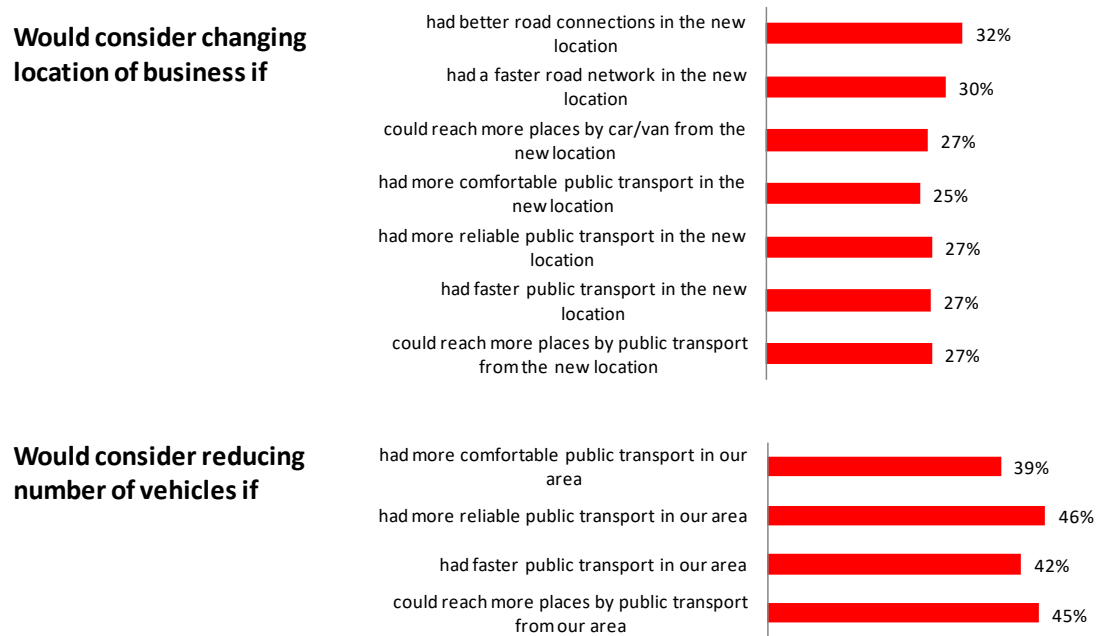 Would consider changing
location of business if
had better road connections in the new
location
32%
had a faster road network in the new
location
30%
could reach more places by car/van from the
new location
27%
had more comfortable public transport in the
new location
25%
had more reliable public transport in the new
location
27%
had faster public transport in the new
location
27%
could reach more places by public transport
from the new location
27%
Would consider reducing
number of vehicles if
had more comfortable public transport in our
area
39%
had more reliable public transport in our area
46%
had faster public transport in our area
42%
could reach more places by public transport
from our area
45%